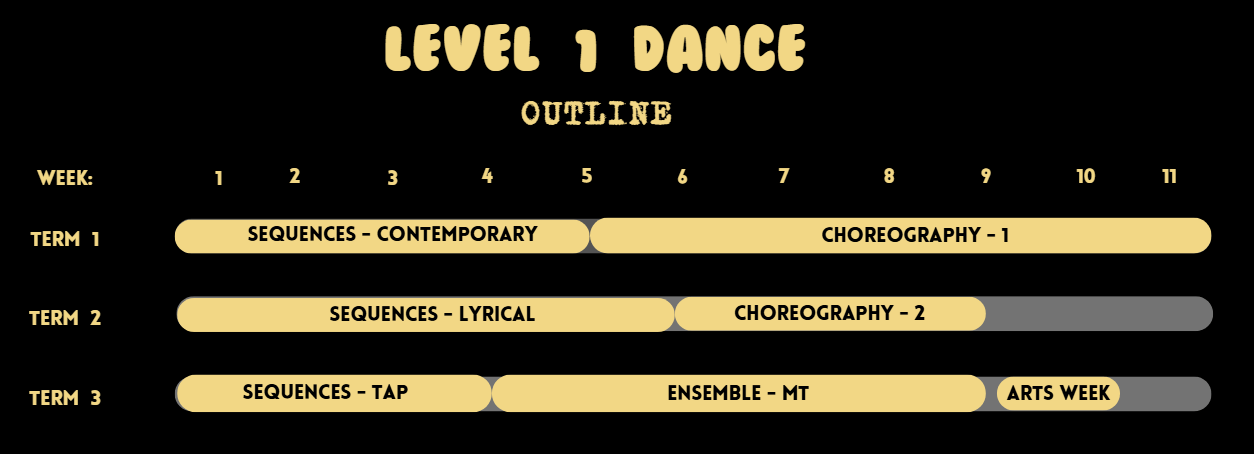 LEVEL 1 DANCE
OUTLINE
WEEK: 1 2 3 4 5 6 7 8 9 10 11
TERM 1 SEQUENCES - CONTEMPORARY CHOREOGRAPHY - 1
TERM 2 SEQUENCES - LYRICAL CHOREOGRAPHY - 2
TERM 3 SEQUENCES - TAP ENSEMBLE - MT ARTS WEEK